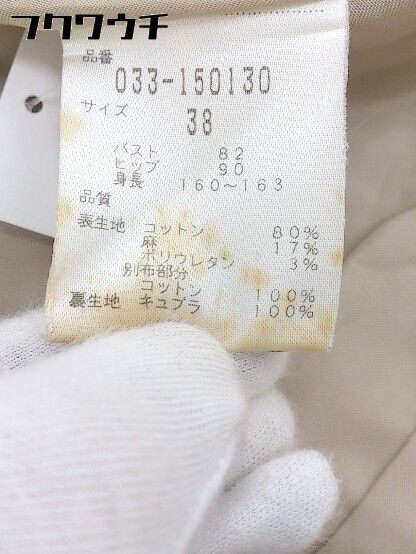 フクワウチ
品番
033-150130
サイズ
38
バスト 82
ヒップ 90
身長 160～163
品質
表生地 コットン 80%
麻 17%
ポリウレタン 3%
別布部分
コットン 100%
裏生地 キュプラ 100%